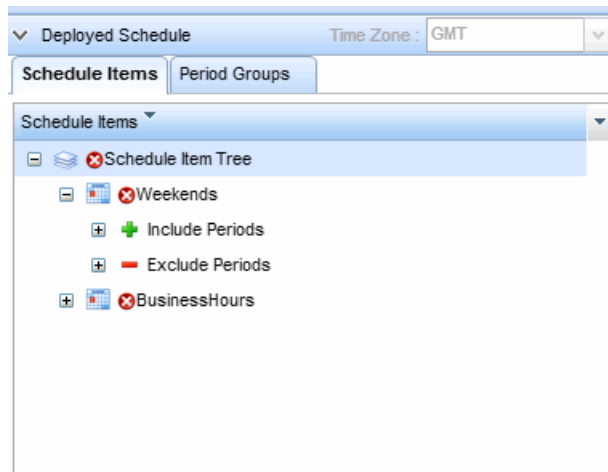 Deployed Schedule Time Zone : GMT
Schedule Items Period Groups
Schedule Items
Schedule Item Tree
Weekends
Include Periods
Exclude Periods
BusinessHours